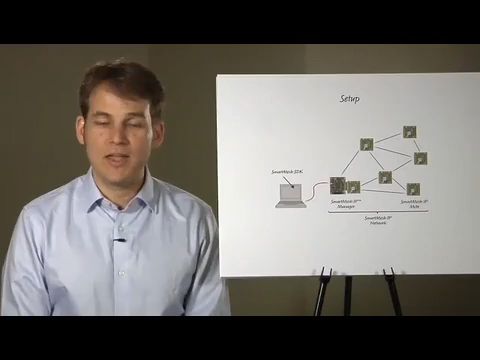 Setup
SmartMesh SDK
SmartMesh IP™
Manager
SmartMesh IP
Mote
SmartMesh IP
Network